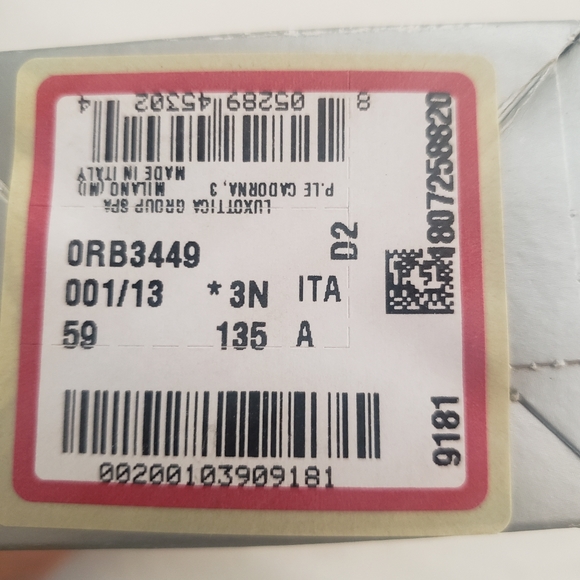 8 05289 45302 4
LUXOTTICA GROUP SPA
P.LE CADORNA, 3 MILANO (MI)
MADE IN ITALY
0RB3449
001/13 * 3N ITA
59 135 A
D2
1807258820
9181
00200103909181